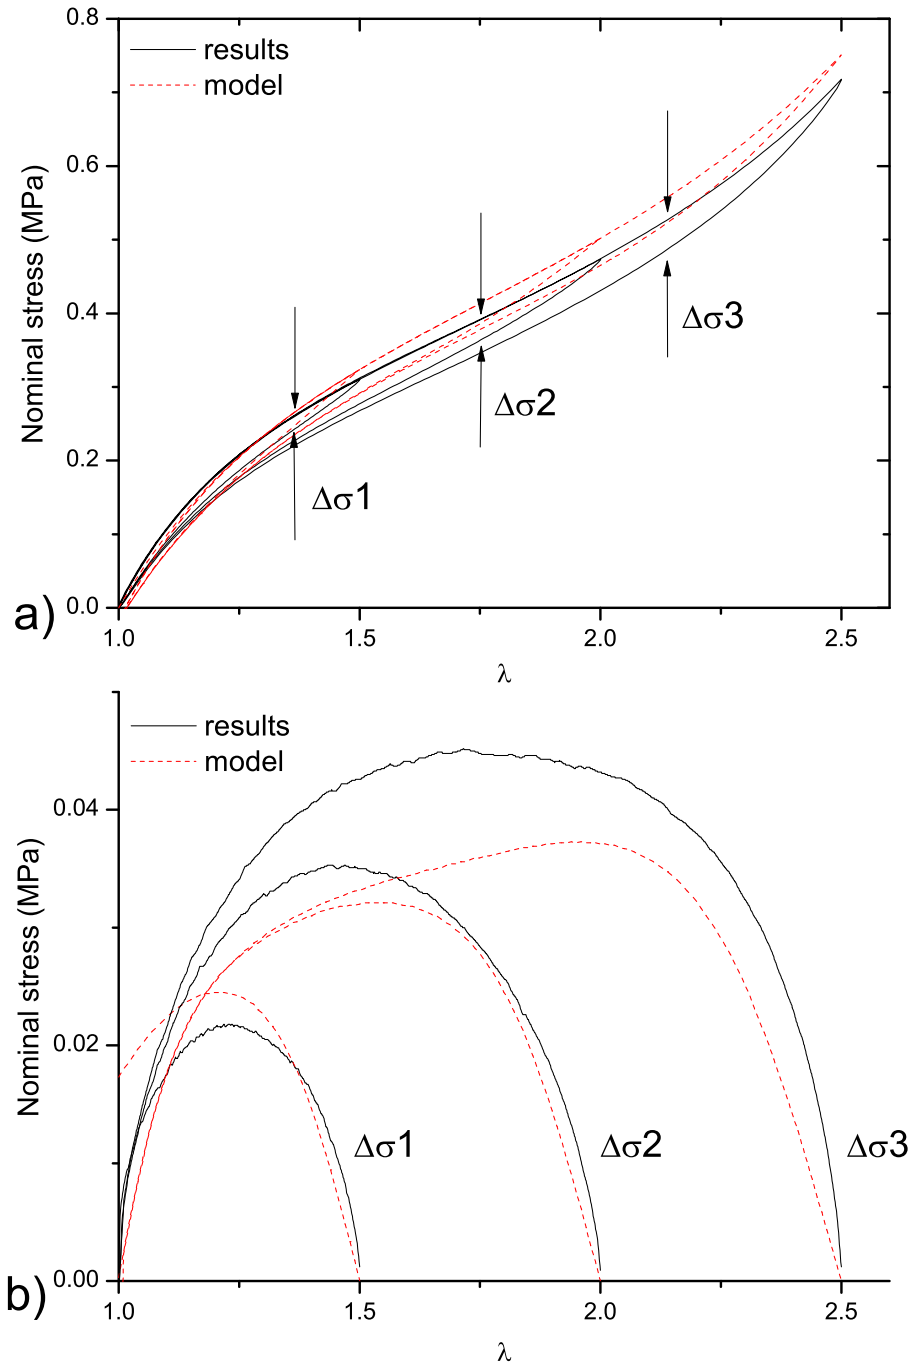 0.8
results
model
0.6
Nominal stress (MPa)
0.4
Δσ3
Δσ2
0.2
Δσ1
0.0
a)
1.0 1.5 2.0 2.5
λ
results
model
0.04
Nominal stress (MPa)
0.02
Δσ1 Δσ2 Δσ3
0.00
b)
1.0 1.5 2.0 2.5
λ